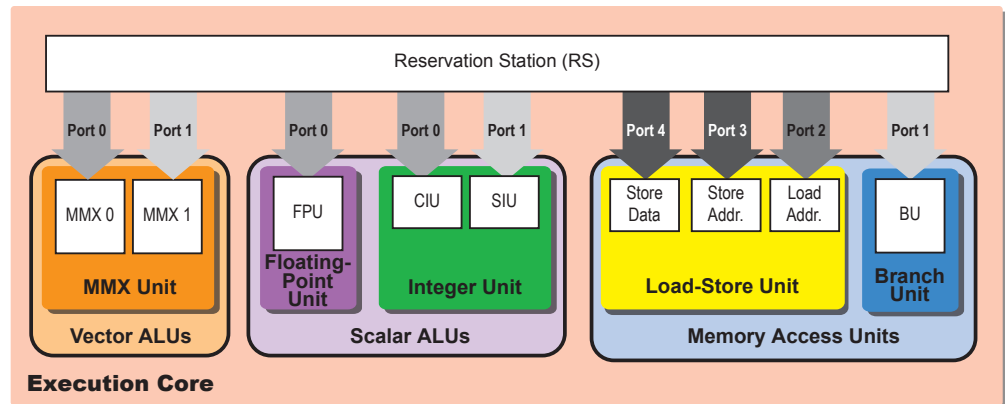 Reservation Station (RS)
Port 0
Port 1
Port 0
Port 0
Port 1
Port 4
Port 3
Port 2
Port 1
MMX 0
MMX 1
FPU
CIU
SIU
Store
Data
Store
Addr.
Load
Addr.
BU
MMX Unit
Floating-
Point
Unit
Integer Unit
Load-Store Unit
Branch
Unit
Vector ALUs
Scalar ALUs
Memory Access Units
Execution Core